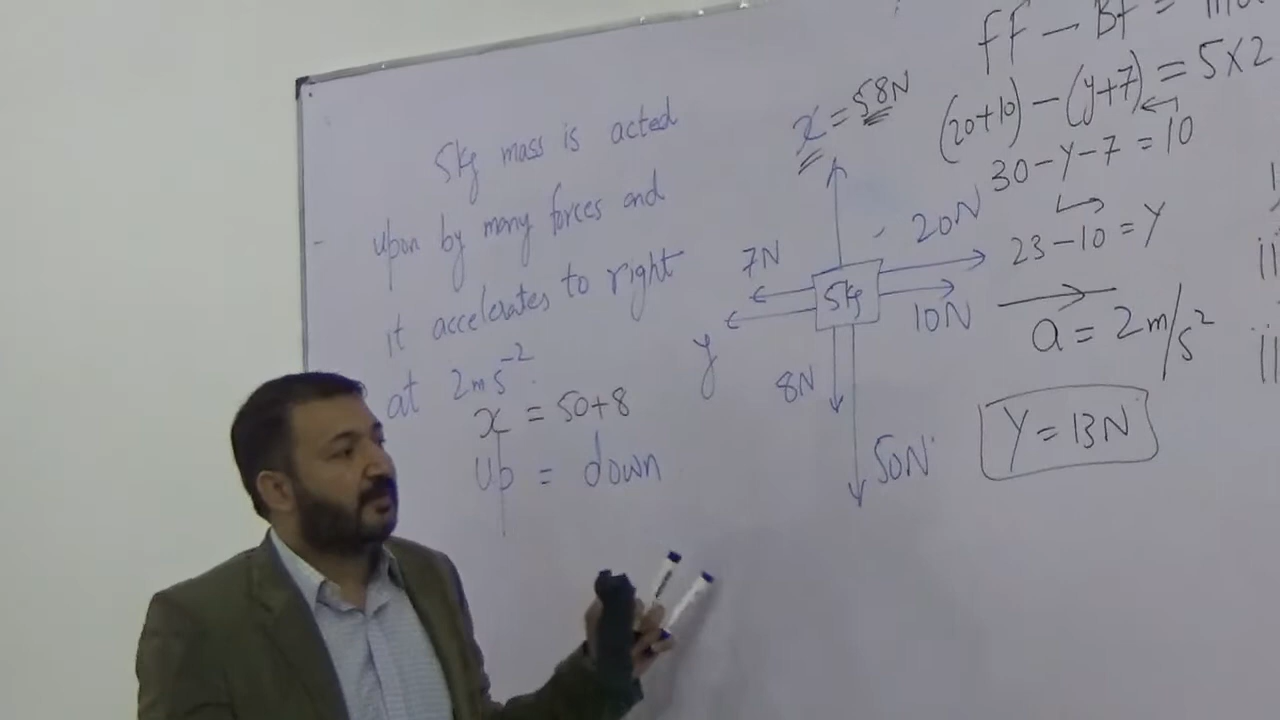 5kg mass is acted
upon by many forces and
it accelerates to right
at 2ms⁻².
x = 50+8
up = down
x = 58N
7N
y
5kg
20N
10N
8N
50N
FF - BF =
(20+10) - (y+7) = 5×2
30-y-7 = 10
23-10 = y
a = 2m/s²
Y = 13N